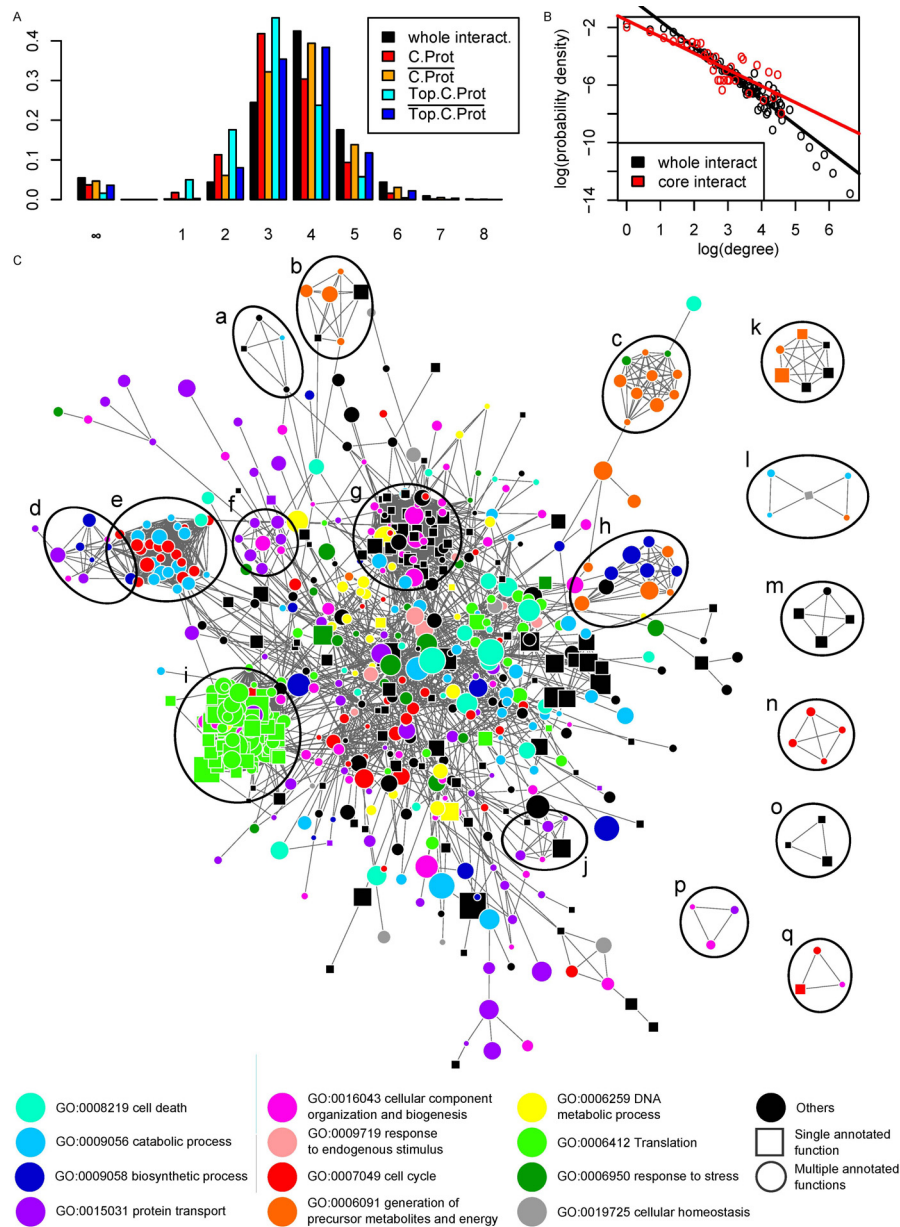 A
0.4
0.3
0.2
0.1
0.0
∞ 1 2 3 4 5 6 7 8
whole interact.
C.Prot
C.Prot
Top.C.Prot
Top.C.Prot
B
log(probability density)
−2
−6
−10
−14
whole interact
core interact
0 1 2 3 4 5 6
log(degree)
C
a
b
c
d
e
f
g
h
i
j
k
l
m
n
o
p
q
GO:0008219 cell death
GO:0009056 catabolic process
GO:0009058 biosynthetic process
GO:0015031 protein transport
GO:0016043 cellular component
organization and biogenesis
GO:0009719 response
to endogenous stimulus
GO:0007049 cell cycle
GO:0006091 generation of
precursor metabolites and energy
GO:0006259 DNA
metabolic process
GO:0006412 Translation
GO:0006950 response to stress
GO:0019725 cellular homeostasis
Others
Single annotated
function
Multiple annotated
functions